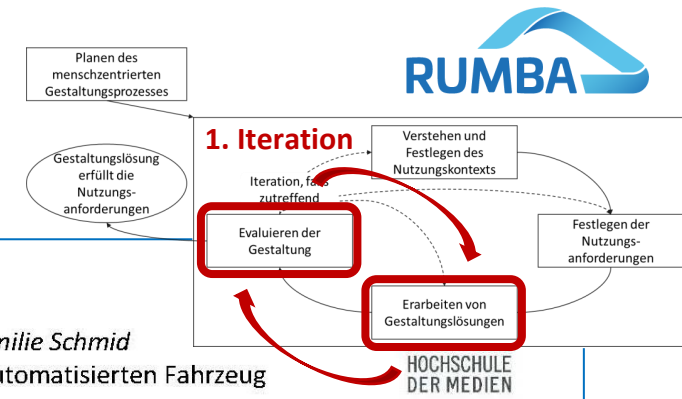 RUMBA
Planen des
menschzentrierten
Gestaltungsprozesses
1. Iteration
Verstehen und
Festlegen des
Nutzungskontexts
Gestaltungslösung
erfüllt die
Nutzungs-
anforderungen
Iteration, falls
zutreffend
Evaluieren der
Gestaltung
Festlegen der
Nutzungs-
anforderungen
Erarbeiten von
Gestaltungslösungen
milie Schmid
utomatisierten Fahrzeug
HOCHSCHULE
DER MEDIEN